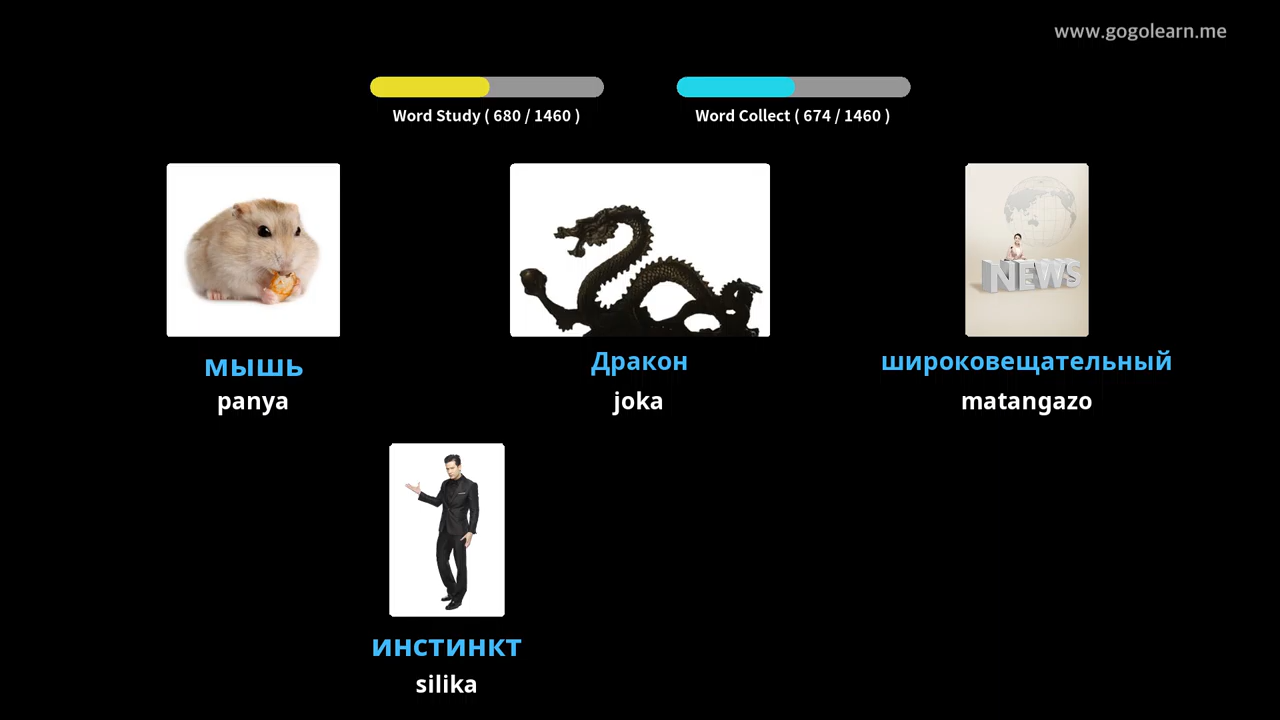 www.gogolearn.me
Word Study ( 680 / 1460 )
Word Collect ( 674 / 1460 )
NEWS
мышь
panya
Дракон
joka
широковещательный
matangazo
инстинкт
silika